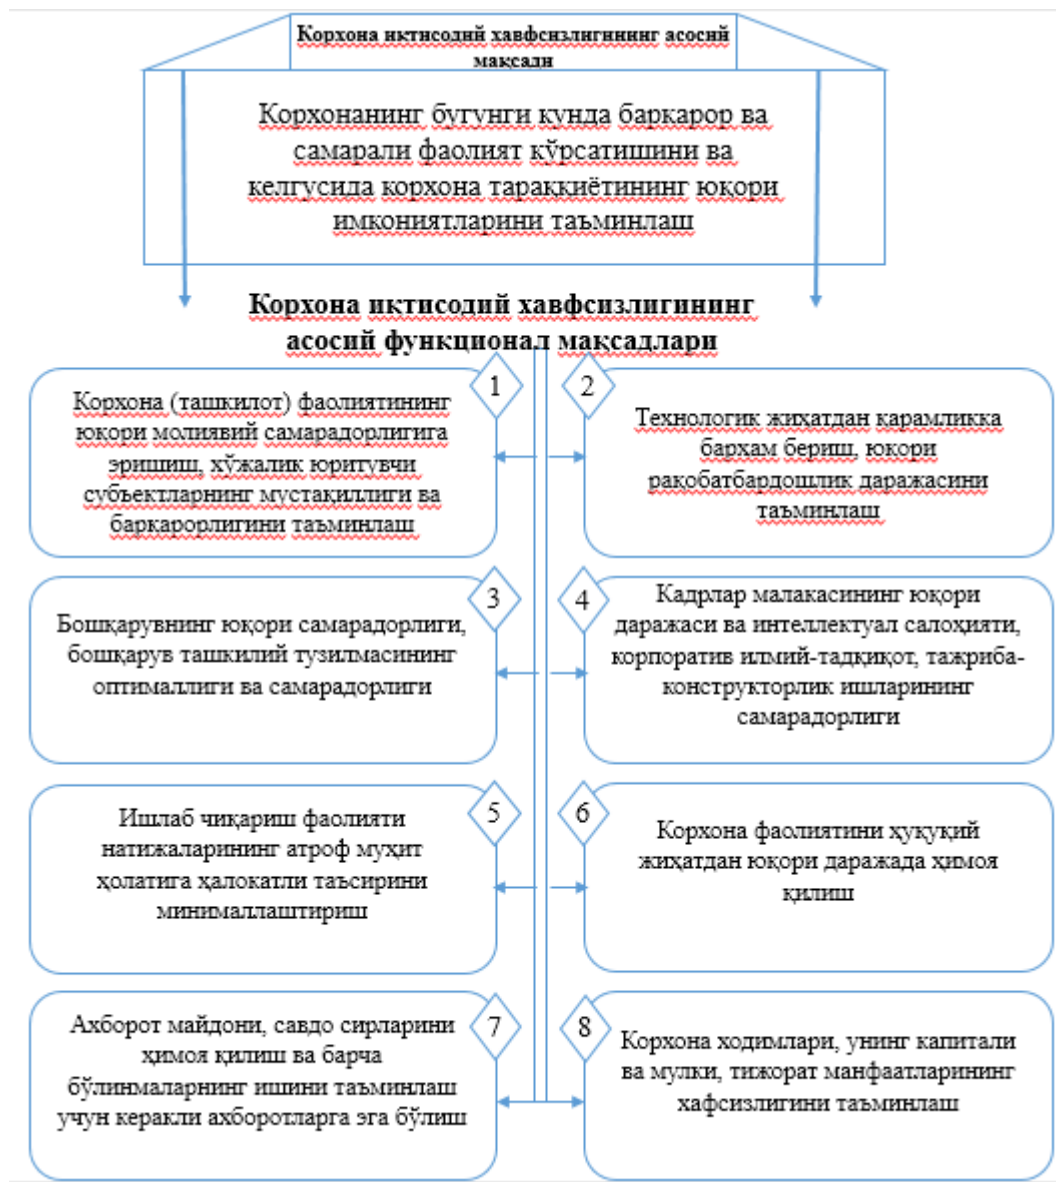 Корхона иктисодий хавфсизлигининг асосий
мақсади
Корхонанинг бугунги кунда баркарор ва
самарали фаолият кўрсатишини ва
келгусида корхона тараққиётининг юқори
имкониятларини таъминлаш
Корхона иктисодий хавфсизлигининг
асосий функционал мақсадлари
1
Корхона (ташкилот) фаолиятининг
юқори молиявий самарадорлигига
эришиш, хўжалик юритувчи
субъектларнинг мустақиллиги ва
барқарорлигини таъминлаш
2
Технологик жиҳатдан қарамликка
барҳам бериш, юқори
рақобатбардошлик даражасини
таъминлаш
3
Бошқарувнинг юқори самарадорлиги,
бошқарув ташкилий тузилмасининг
оптималлиги ва самарадорлиги
4
Кадрлар малакасининг юқори
даражаси ва интеллектуал салоҳияти,
корпоратив илмий-тадқиқот, тажриба-
конструкторлик ишларининг
самарадорлиги
5
Ишлаб чиқариш фаолияти
натижаларининг атроф муҳит
ҳолатига ҳалокатли таъсирини
минималлаштириш
6
Корхона фаолиятини ҳуқуқий
жиҳатдан юқори даражада ҳимоя
қилиш
7
Ахборот майдони, савдо сирларини
ҳимоя қилиш ва барча
бўлинмаларнинг ишини таъминлаш
учун керакли ахборотларга эга бўлиш
8
Корхона ходимлари, унинг капитали
ва мулки, тижорат манфаатларининг
хафсизлигини таъминлаш